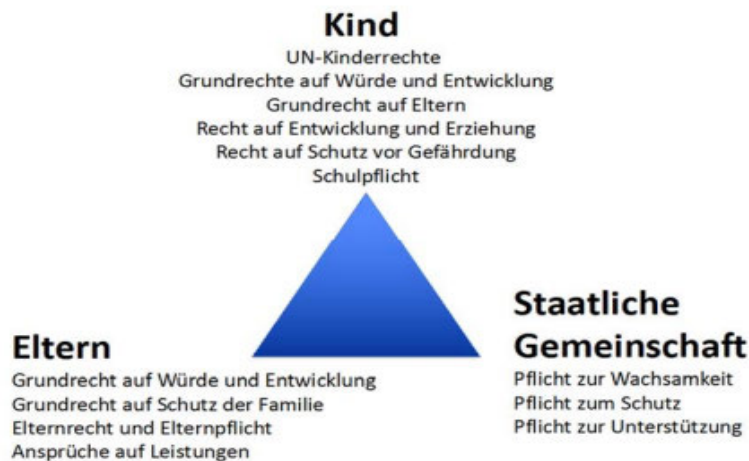 Kind
UN-Kinderrechte
Grundrechte auf Würde und Entwicklung
Grundrecht auf Eltern
Recht auf Entwicklung und Erziehung
Recht auf Schutz vor Gefährdung
Schulpflicht
Eltern
Grundrecht auf Würde und Entwicklung
Grundrecht auf Schutz der Familie
Elternrecht und Elternpflicht
Ansprüche auf Leistungen
Staatliche
Gemeinschaft
Pflicht zur Wachsamkeit
Pflicht zum Schutz
Pflicht zur Unterstützung